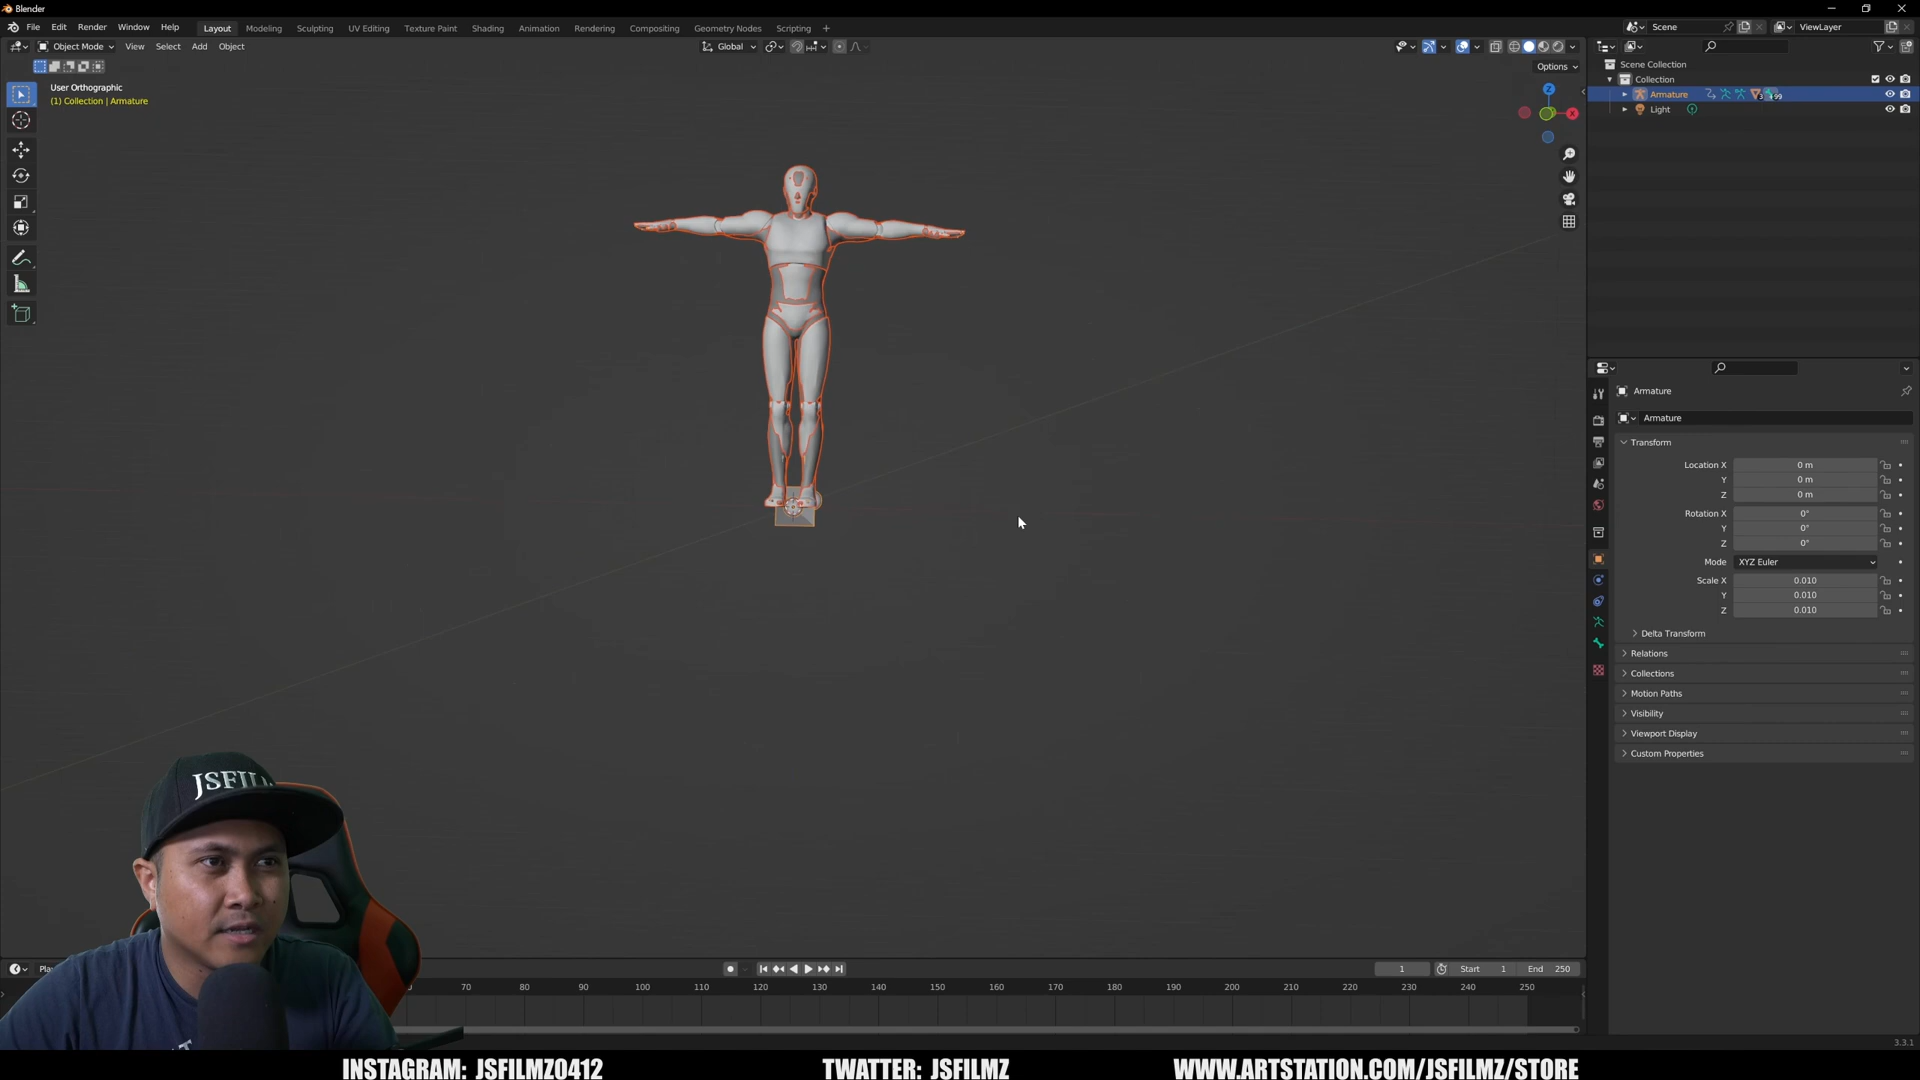 Blender
File Edit Render Window Help Layout Modeling Sculpting UV Editing Texture Paint Shading Animation Rendering Compositing Geometry Nodes Scripting + Scene ViewLayer
Object Mode View Select Add Object Global
Options
User Orthographic
(1) Collection | Armature
Z
X
Scene Collection
Collection
Armature 3 99
Light
Armature
Armature
Transform
Location X 0 m
Y 0 m
Z 0 m
Rotation X 0°
Y 0°
Z 0°
Mode XYZ Euler
Scale X 0.010
Y 0.010
Z 0.010
Delta Transform
Relations
Collections
Motion Paths
Visibility
Viewport Display
Custom Properties
JSFILM
1 Start 1 End 250
70 80 90 100 110 120 130 140 150 160 170 180 190 200 210 220 230 240 250
3.3.1
INSTAGRAM: JSFILMZ0412 TWATTER: JSFILMZ WWW.ARTSTATION.COM/JSFILMZ/STORE